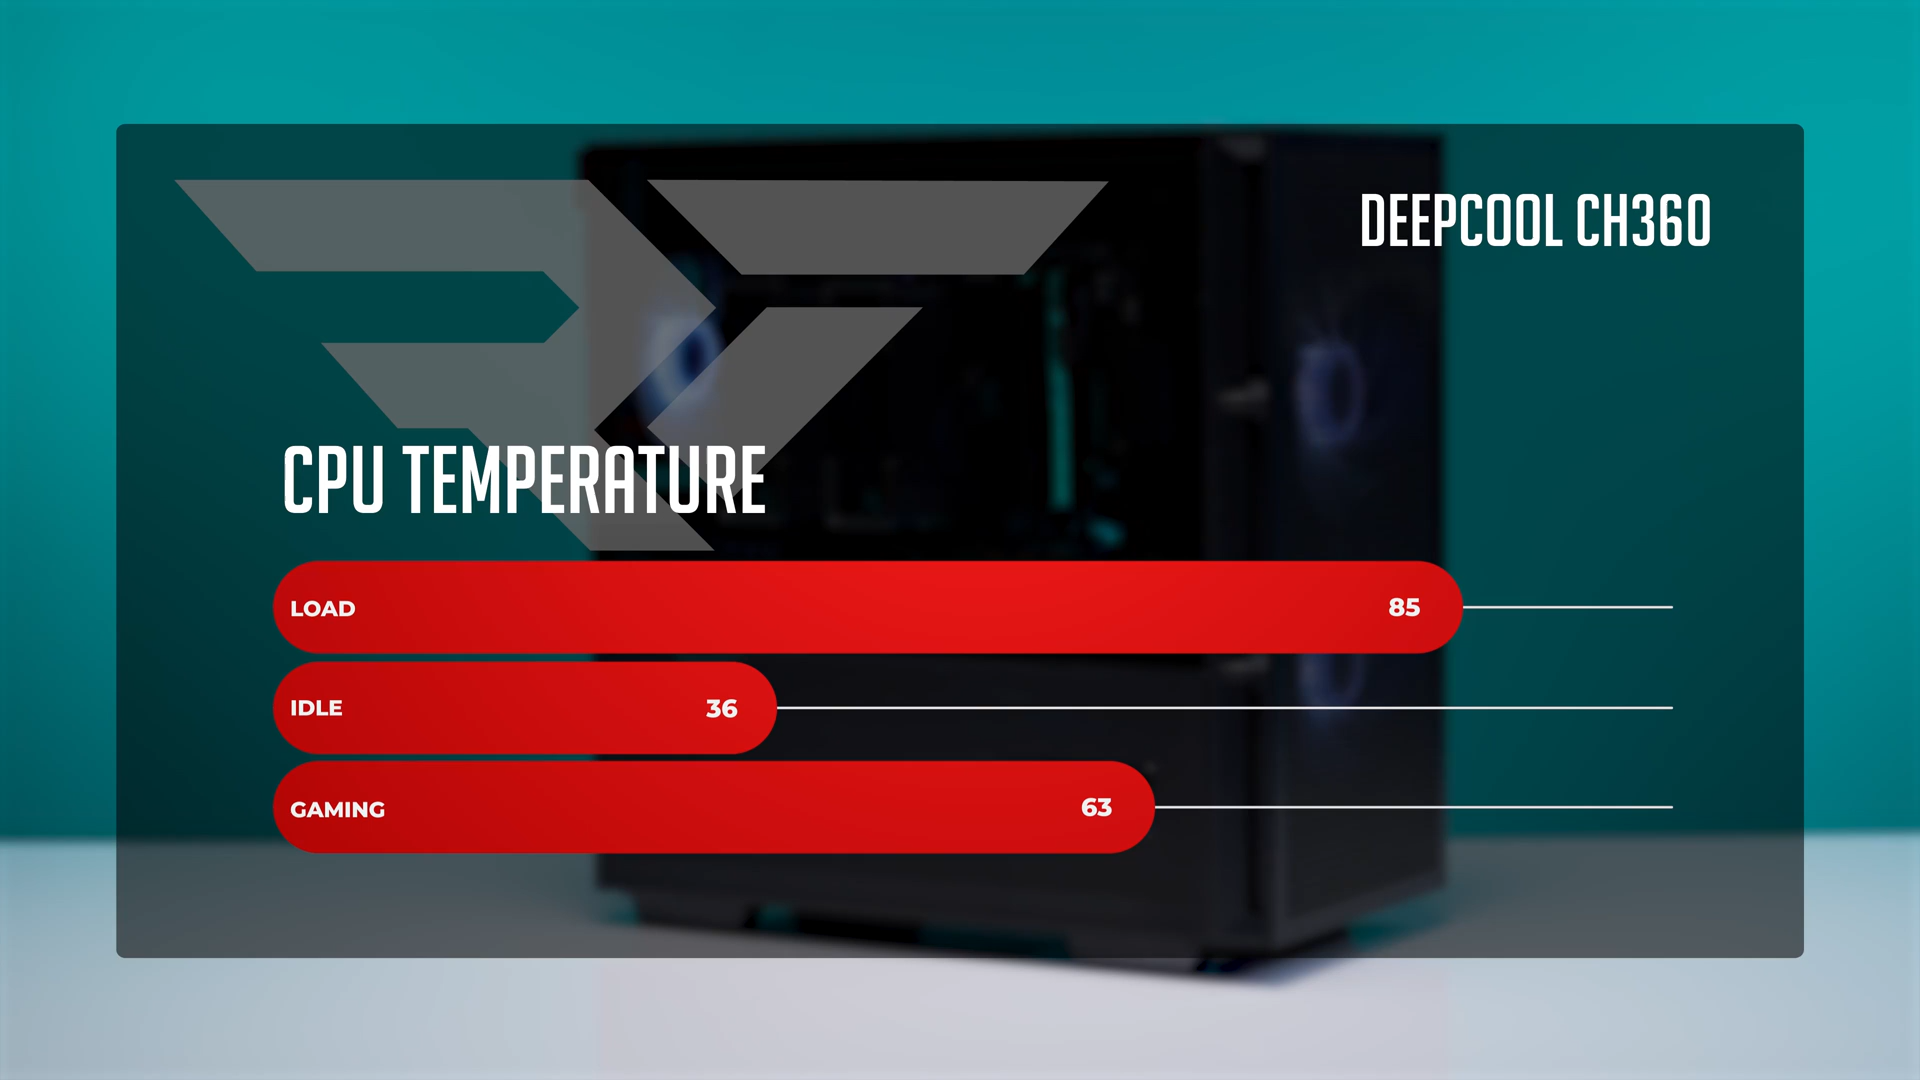 DEEPCOOL CH360
CPU TEMPERATURE
LOAD 85
IDLE 36
GAMING 63